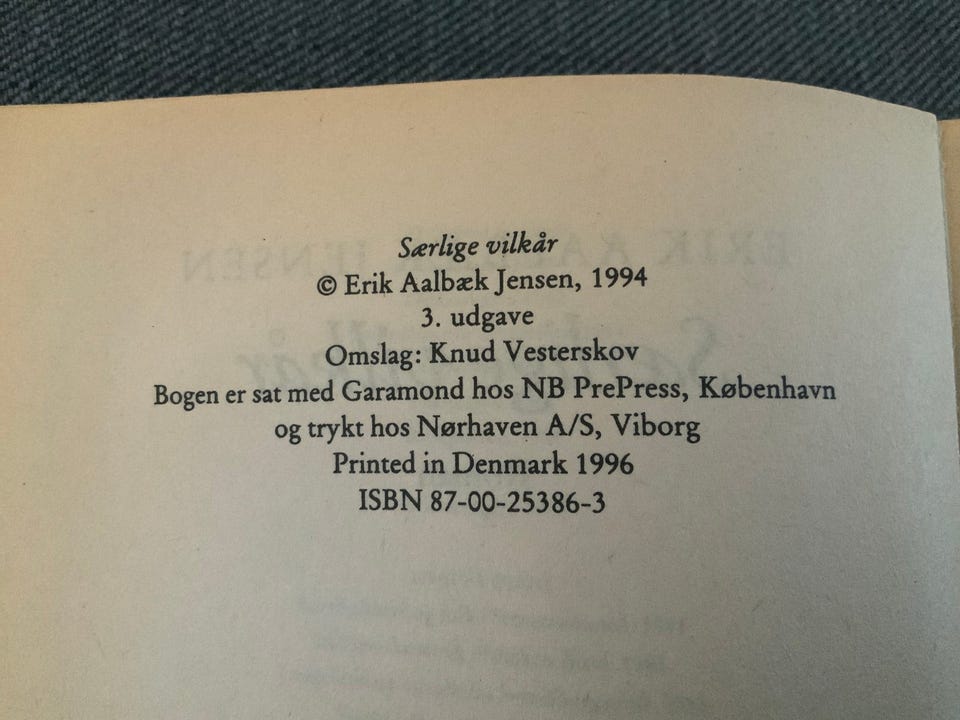 Særlige vilkår
© Erik Aalbæk Jensen, 1994
3. udgave
Omslag: Knud Vesterskov
Bogen er sat med Garamond hos NB PrePress, København
og trykt hos Nørhaven A/S, Viborg
Printed in Denmark 1996
ISBN 87-00-25386-3